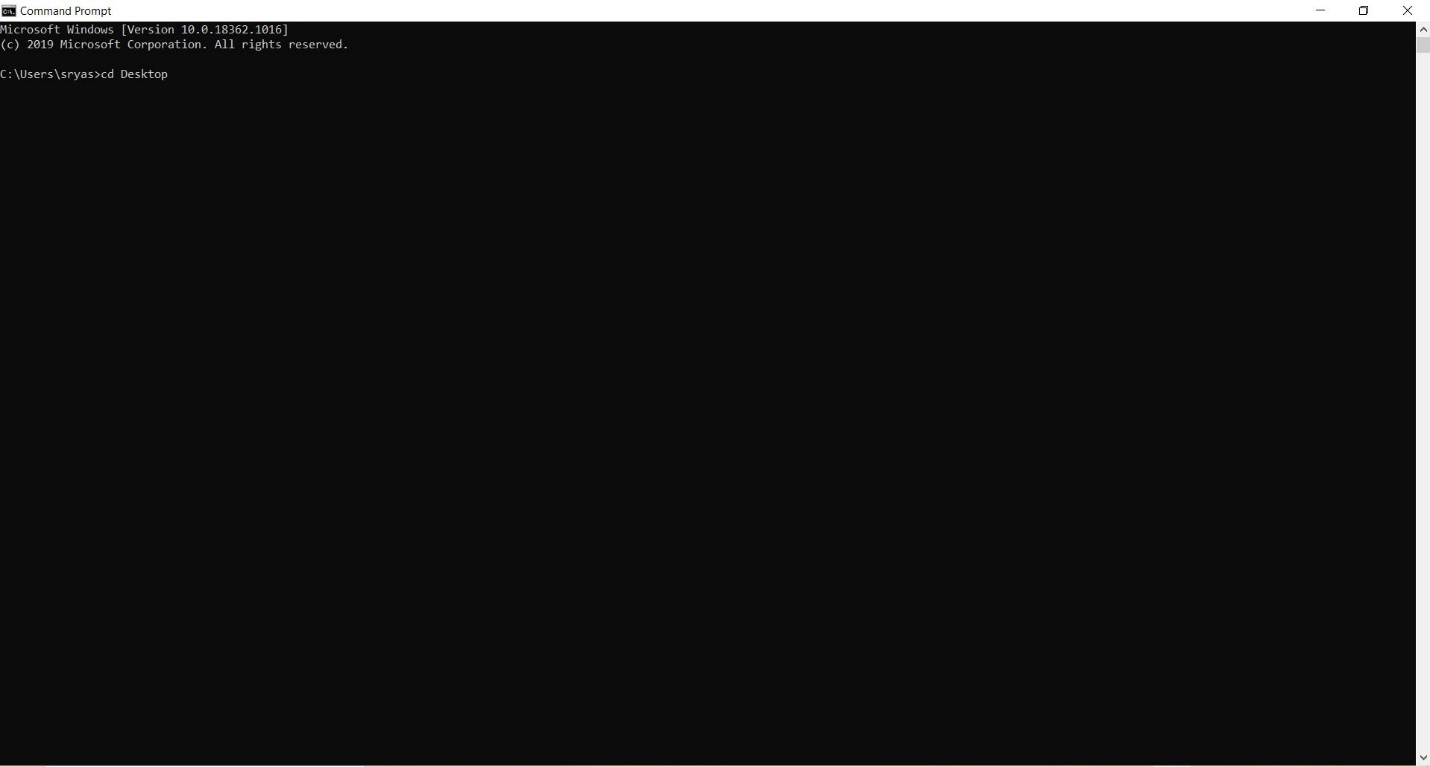 Command Prompt
Microsoft Windows [Version 10.0.18362.1016]
(c) 2019 Microsoft Corporation. All rights reserved.
C:\Users\sryas>cd Desktop